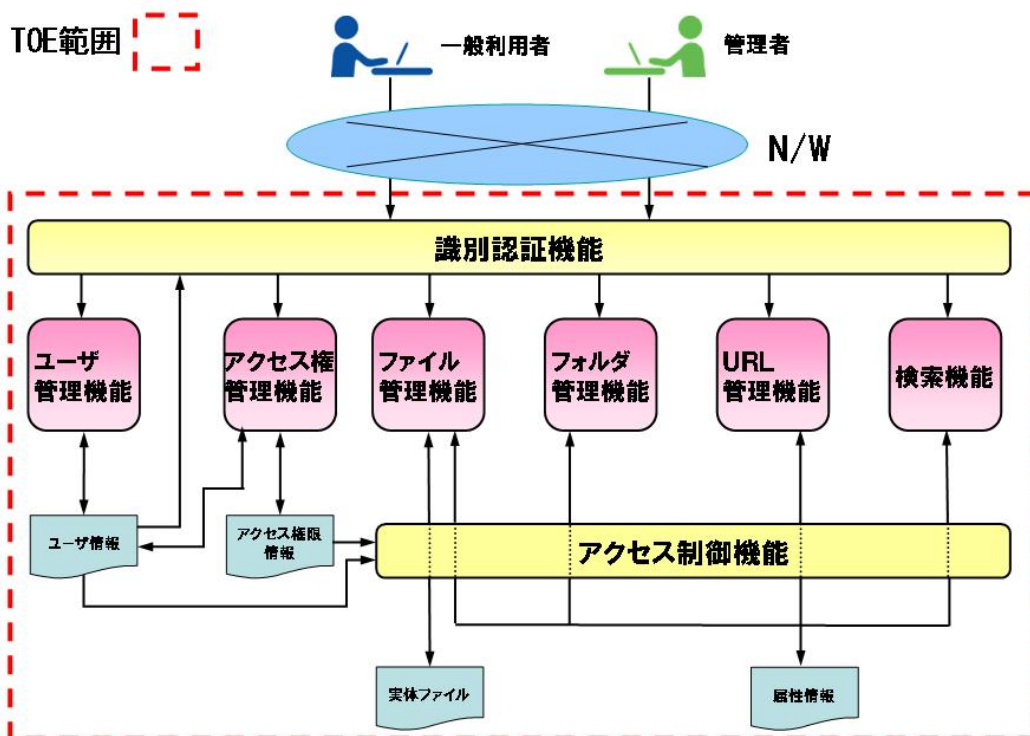 TOE範囲
一般利用者
管理者
N/W
識別認証機能
ユーザ
管理機能
アクセス権
管理機能
ファイル
管理機能
フォルダ
管理機能
URL
管理機能
検索機能
ユーザ情報
アクセス権限
情報
アクセス制御機能
実体ファイル
属性情報